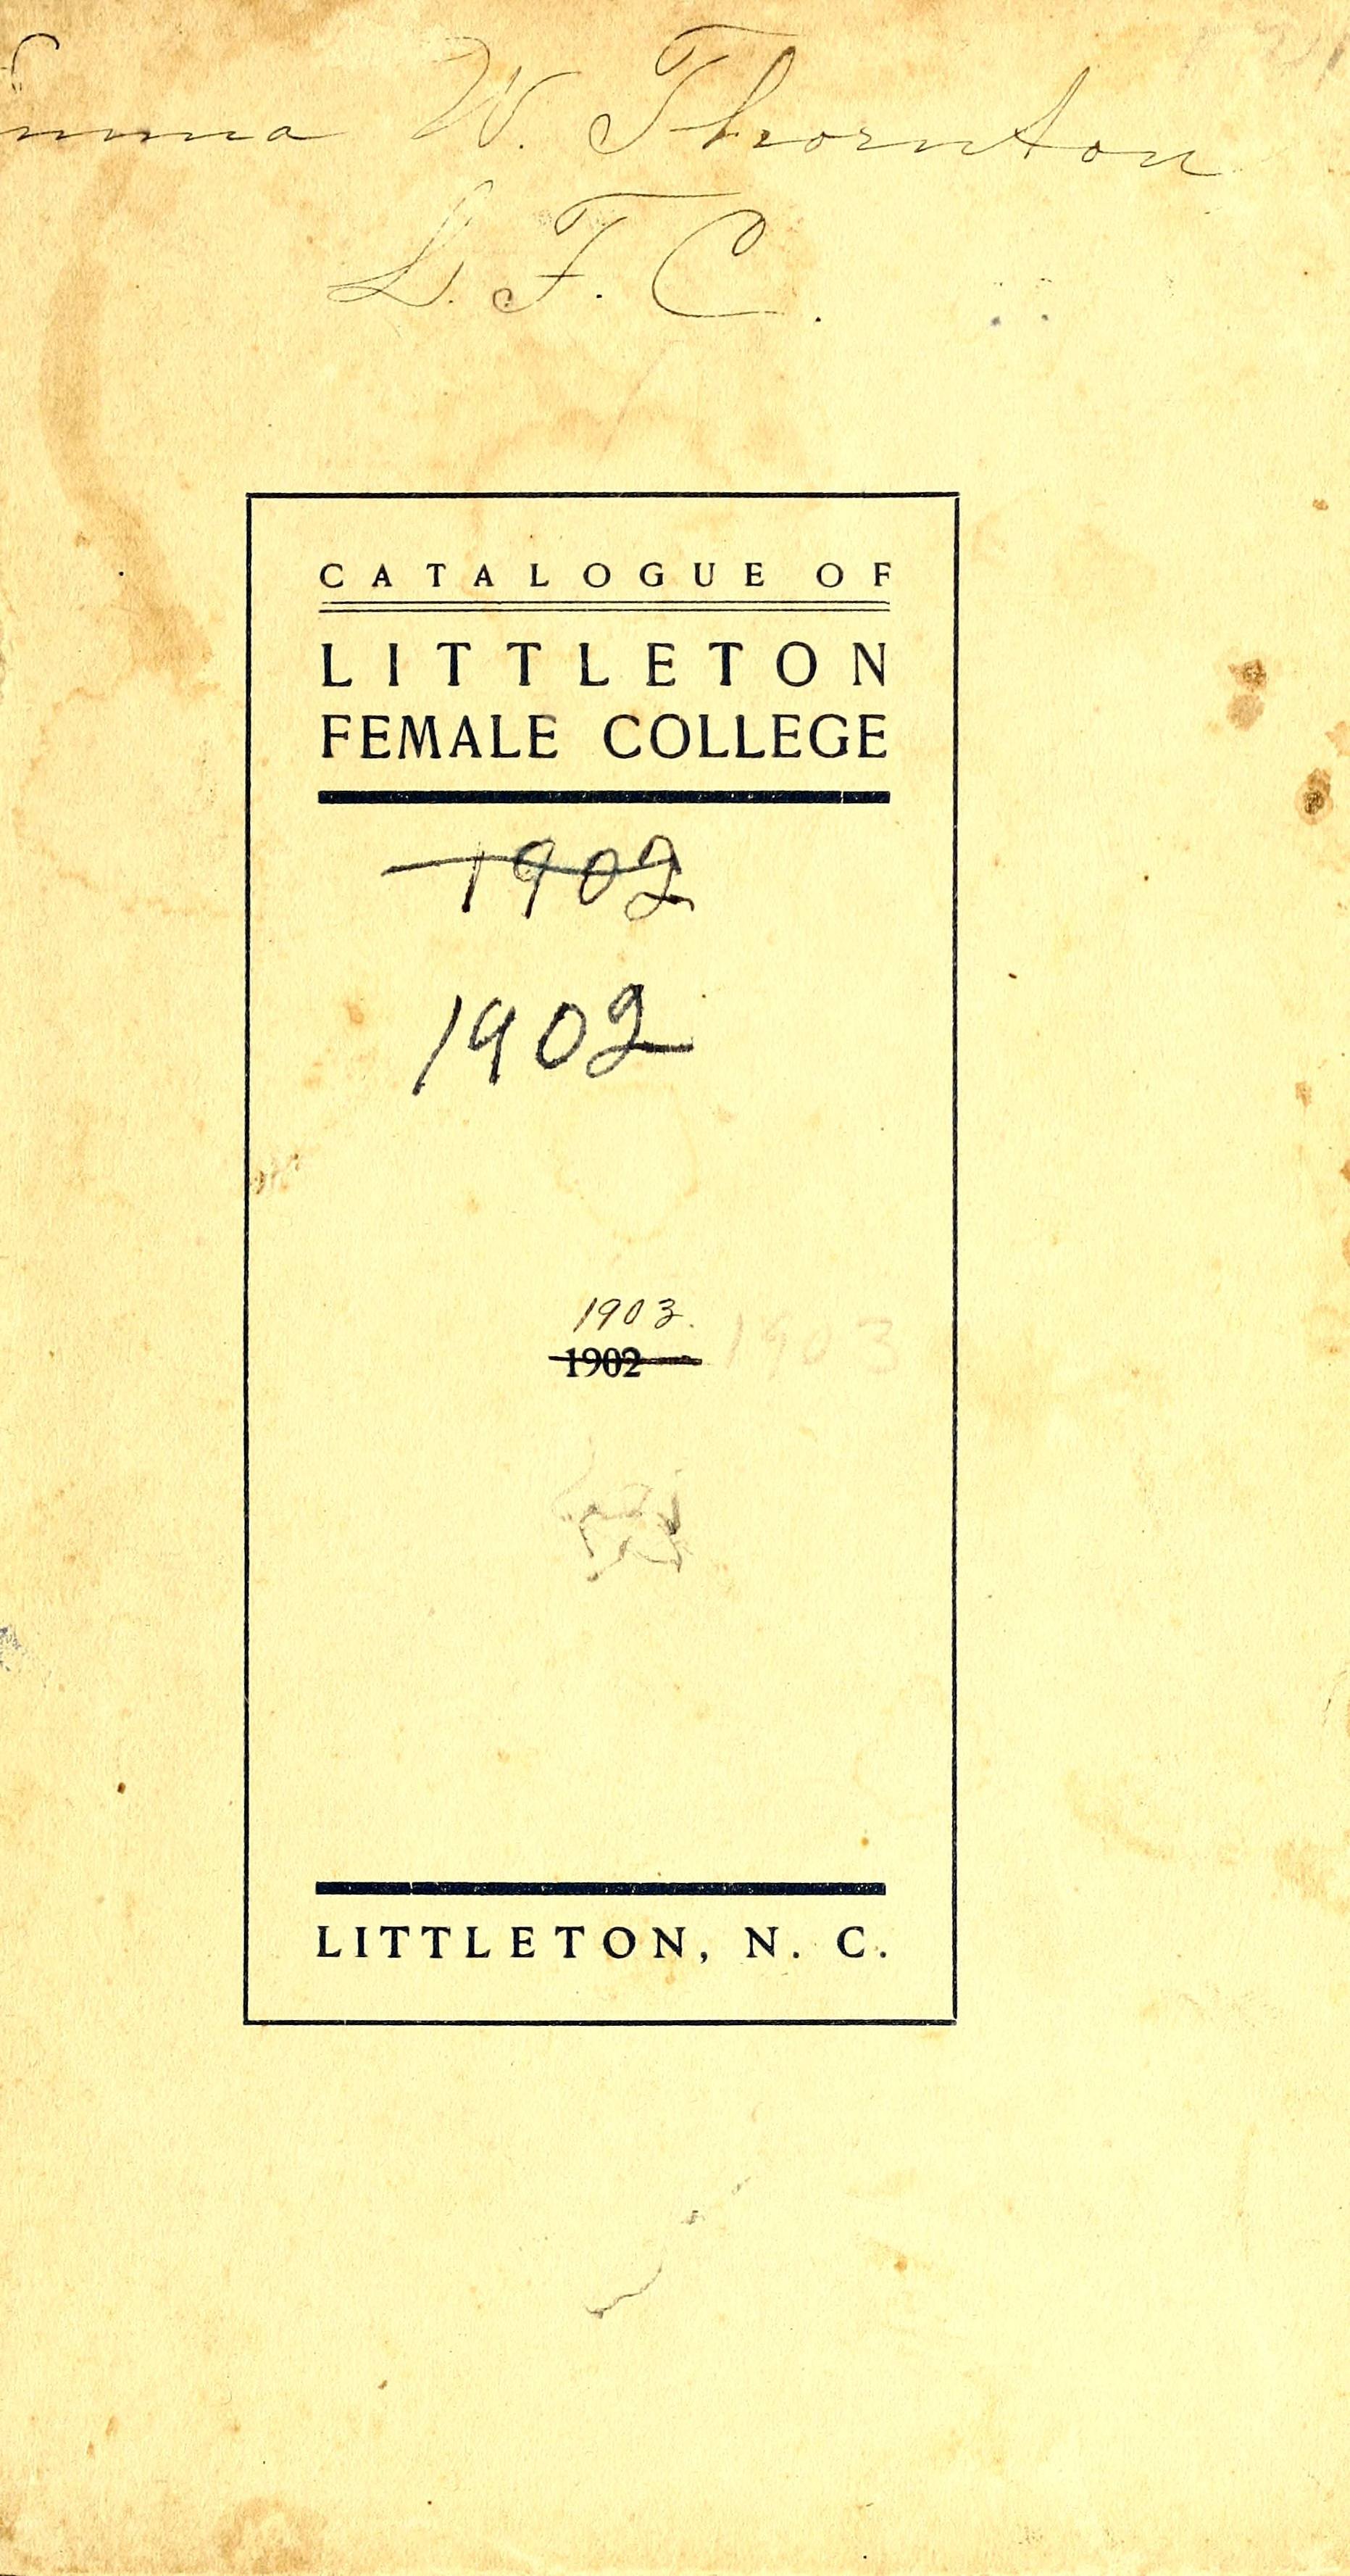 Emma W. Thornton
L. F. C.
CATALOGUE OF
LITTLETON
FEMALE COLLEGE
1902
1902
1903.
1902 1903
LITTLETON, N. C.